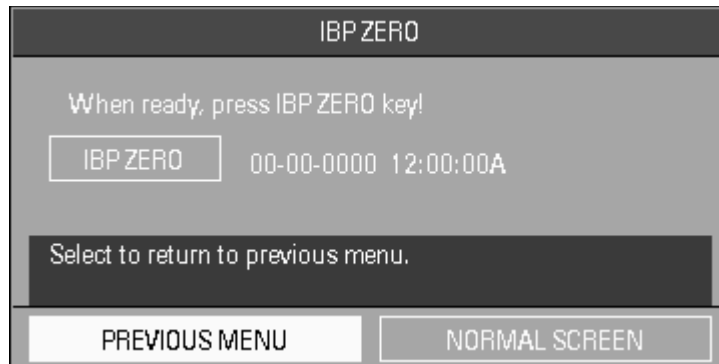 IBP ZERO
When ready, press IBP ZERO key!
IBP ZERO 00-00-0000 12:00:00A
Select to return to previous menu.
PREVIOUS MENU NORMAL SCREEN